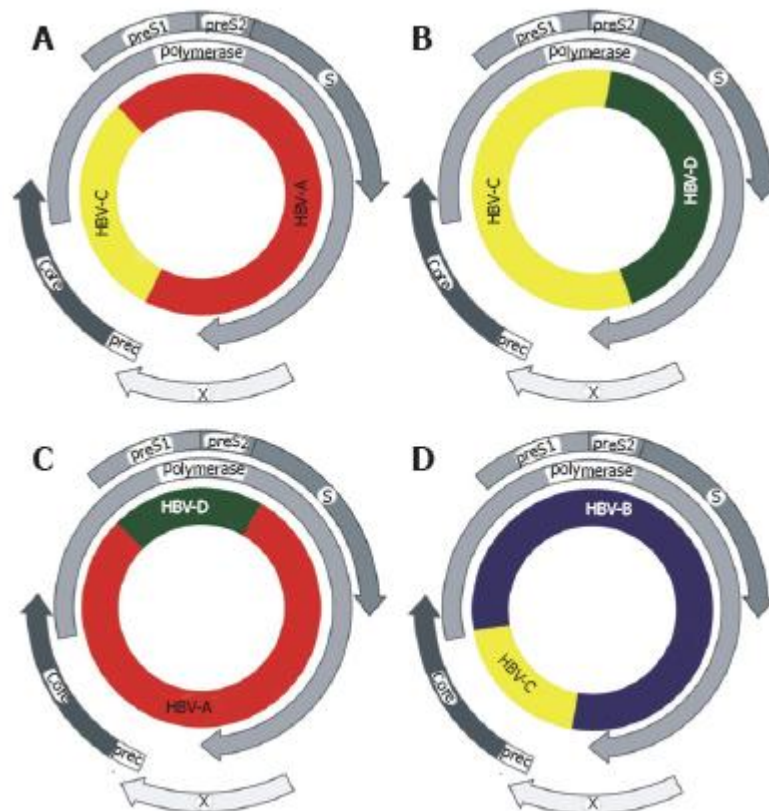 A
preS1
preS2
polymerase
S
HBV-C
HBV-A
Core
prec
X
B
preS1
preS2
polymerase
S
HBV-C
HBV-D
Core
prec
X
C
preS1
preS2
polymerase
S
HBV-D
HBV-A
Core
prec
X
D
preS1
preS2
polymerase
S
HBV-B
HBV-C
Core
prec
X